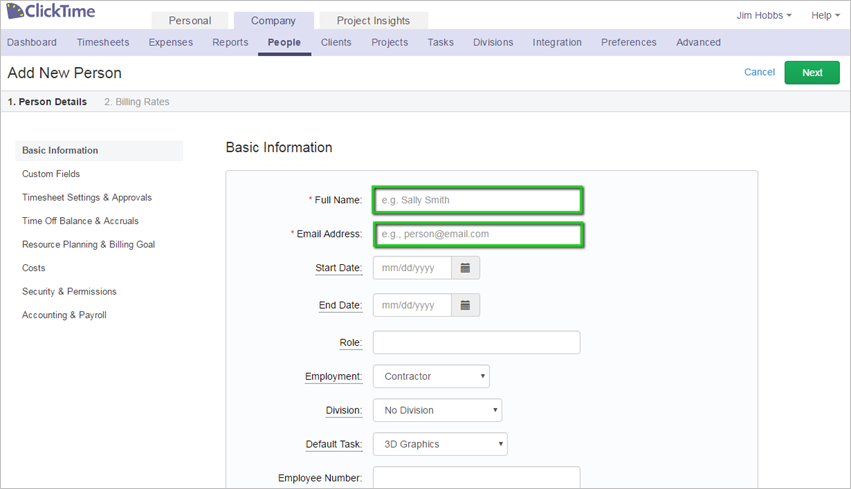 ClickTime
Personal Company Project Insights Jim Hobbs Help
Dashboard Timesheets Expenses Reports People Clients Projects Tasks Divisions Integration Preferences Advanced
Add New Person Cancel Next
1. Person Details 2. Billing Rates
Basic Information
Custom Fields
Timesheet Settings & Approvals
Time Off Balance & Accruals
Resource Planning & Billing Goal
Costs
Security & Permissions
Accounting & Payroll
Basic Information
* Full Name: e.g. Sally Smith
* Email Address: e.g., person@email.com
Start Date: mm/dd/yyyy
End Date: mm/dd/yyyy
Role:
Employment: Contractor
Division: No Division
Default Task: 3D Graphics
Employee Number: